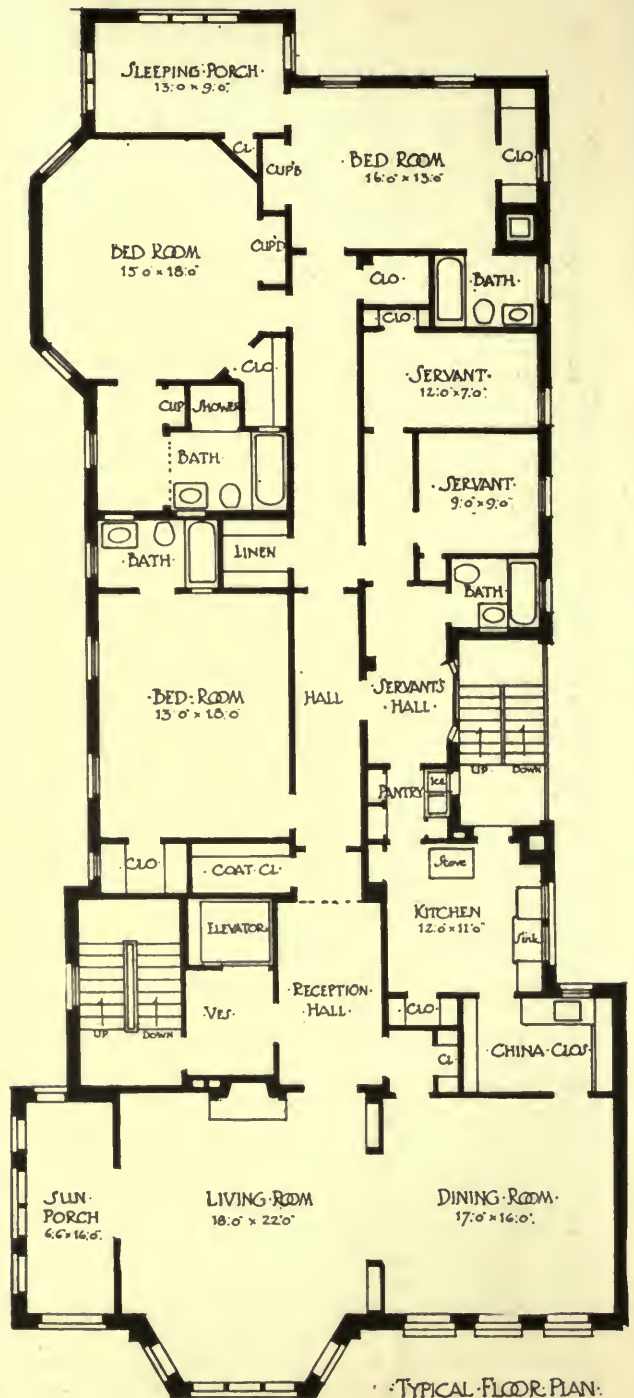 SLEEPING·PORCH·
13'·0" × 9'·0"
CL·
CUP'B
·BED ROOM
16'·0" × 13'·0"
CLO
BED ROOM
15'·0" × 18'·0"
CUP'D
CLO
BATH·
·CLO·
·CLO
·SERVANT·
12'·0" × 7'·0"
CUP
SHOWER
BATH·
·SERVANT·
9'·0" × 9'·0"
·BATH·
LINEN
BATH
·BED·ROOM
13'·0" × 18'·0"
HALL
·SERVANT'S
·HALL·
UP
DOWN
PANTRY
Ice
·CLO
·COAT·CL·
Stove
KITCHEN
12'·0" × 11'·0"
Sink
ELEVATOR
·RECEPTION·
HALL·
·VES·
UP
DOWN
·CLO·
CL
·CHINA·CLOS·
SUN·
PORCH
6'·6" × 16'·0"
LIVING·ROOM
18'·0" × 22'·0"
DINING·ROOM·
17'·0" × 16'·0"
·TYPICAL·FLOOR·PLAN·